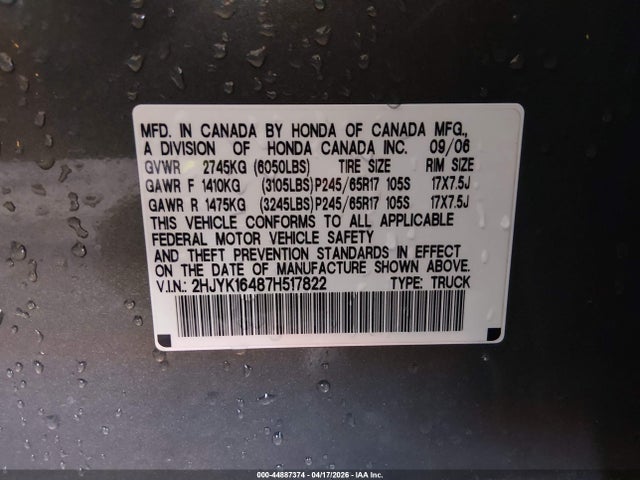 MFD. IN CANADA BY HONDA OF CANADA MFG.,
A DIVISION OF HONDA CANADA INC. 09/06
GVWR 2745KG (6050LBS) TIRE SIZE RIM SIZE
GAWR F 1410KG (3105LBS) P245/65R17 105S 17X7.5J
GAWR R 1475KG (3245LBS) P245/65R17 105S 17X7.5J
THIS VEHICLE CONFORMS TO ALL APPLICABLE
FEDERAL MOTOR VEHICLE SAFETY
AND THEFT PREVENTION STANDARDS IN EFFECT
ON THE DATE OF MANUFACTURE SHOWN ABOVE.
V.I.N.: 2HJYK16487H517822 TYPE: TRUCK
000-44887374 | 04/17/2026 - IAA Inc.